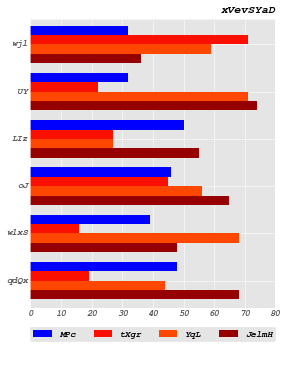 xVevSYaD
wjl
UY
LIz
oJ
wlxS
qdQx
0 10 20 30 40 50 60 70 80
MPc tXgr YqL JelmH